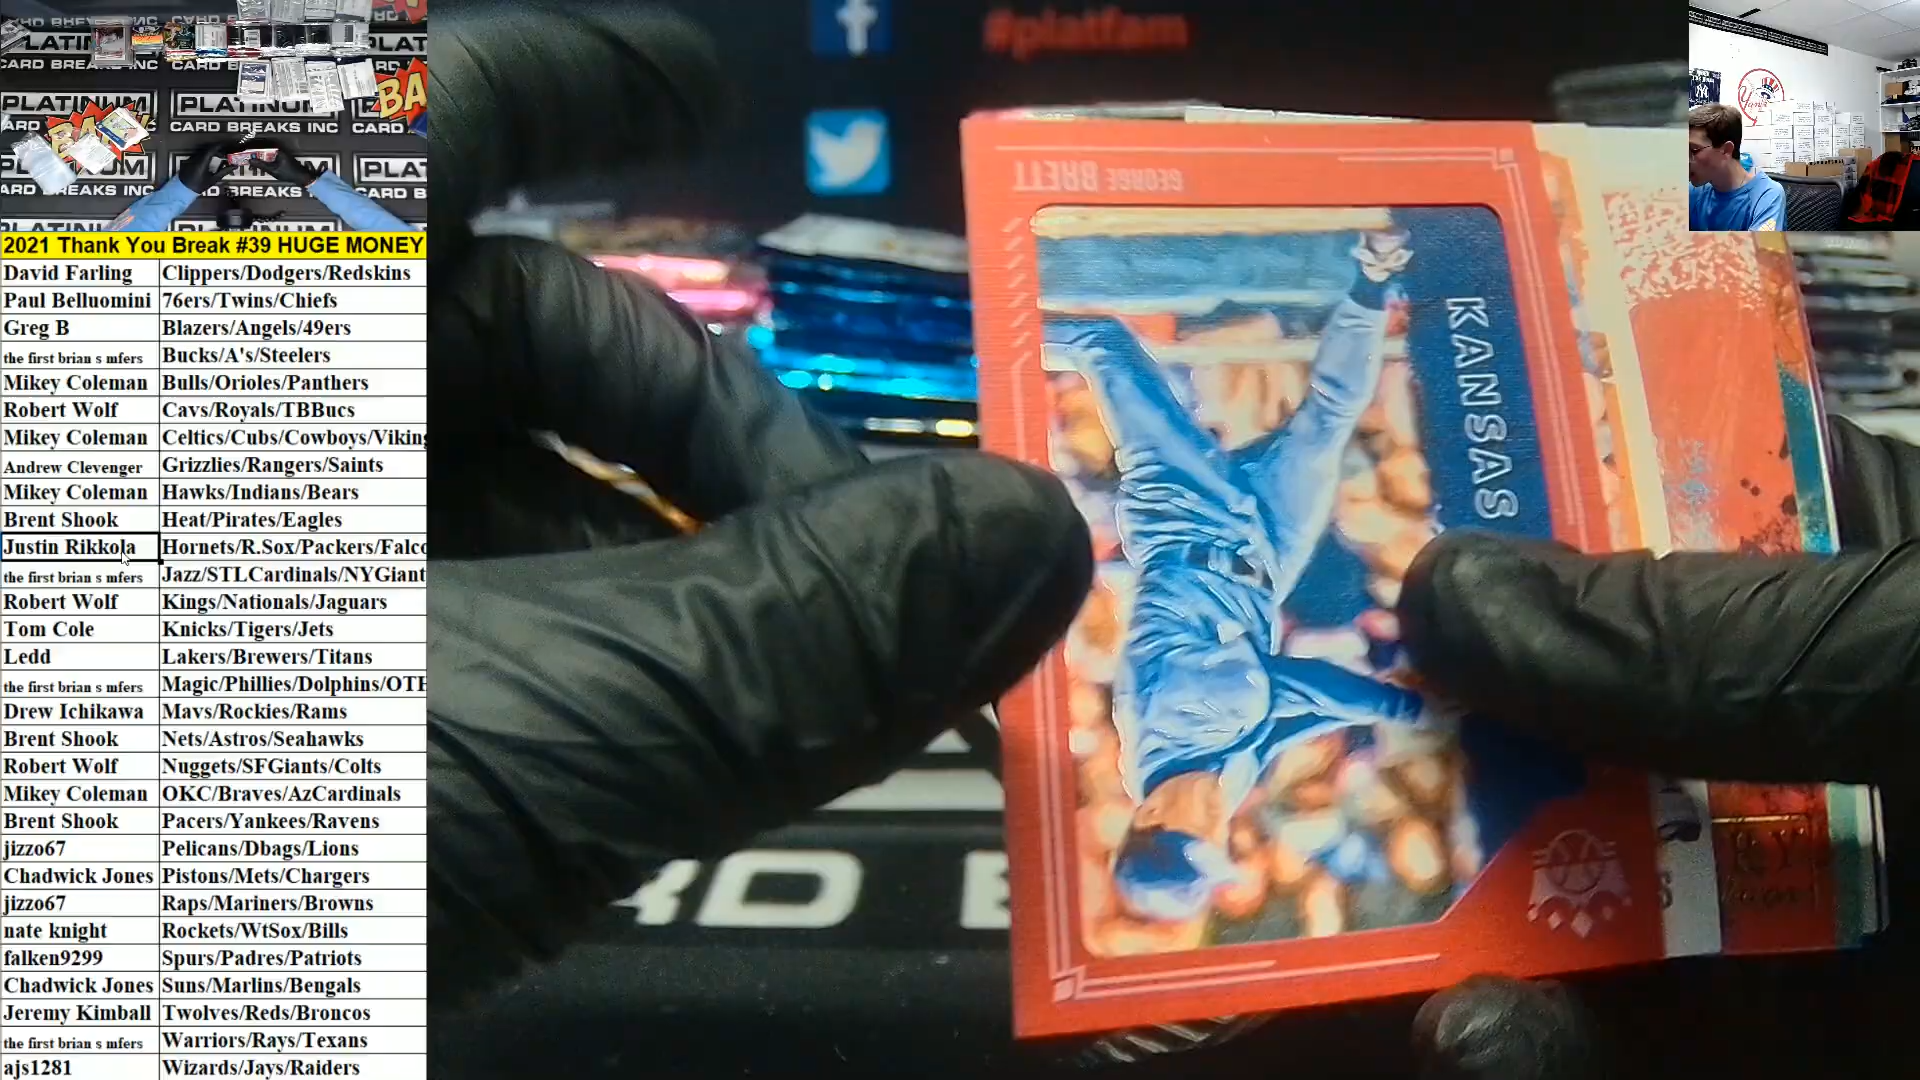 #platfam
GEORGE BRETT
KANSAS
PLATINUM
CARD BREAKS INC
2021 Thank You Break #39 HUGE MONEY
David Farling Clippers/Dodgers/Redskins
Paul Belluomini 76ers/Twins/Chiefs
Greg B Blazers/Angels/49ers
the first brian s mfers Bucks/A's/Steelers
Mikey Coleman Bulls/Orioles/Panthers
Robert Wolf Cavs/Royals/TBBucs
Mikey Coleman Celtics/Cubs/Cowboys/Viking
Andrew Clevenger Grizzlies/Rangers/Saints
Mikey Coleman Hawks/Indians/Bears
Brent Shook Heat/Pirates/Eagles
Justin Rikkola Hornets/R.Sox/Packers/Falco
the first brian s mfers Jazz/STLCardinals/NYGiant
Robert Wolf Kings/Nationals/Jaguars
Tom Cole Knicks/Tigers/Jets
Ledd Lakers/Brewers/Titans
the first brian s mfers Magic/Phillies/Dolphins/OTH
Drew Ichikawa Mavs/Rockies/Rams
Brent Shook Nets/Astros/Seahawks
Robert Wolf Nuggets/SFGiants/Colts
Mikey Coleman OKC/Braves/AzCardinals
Brent Shook Pacers/Yankees/Ravens
jizzo67 Pelicans/Dbags/Lions
Chadwick Jones Pistons/Mets/Chargers
jizzo67 Raps/Mariners/Browns
nate knight Rockets/WtSox/Bills
falken9299 Spurs/Padres/Patriots
Chadwick Jones Suns/Marlins/Bengals
Jeremy Kimball Twolves/Reds/Broncos
the first brian s mfers Warriors/Rays/Texans
ajs1281 Wizards/Jays/Raiders